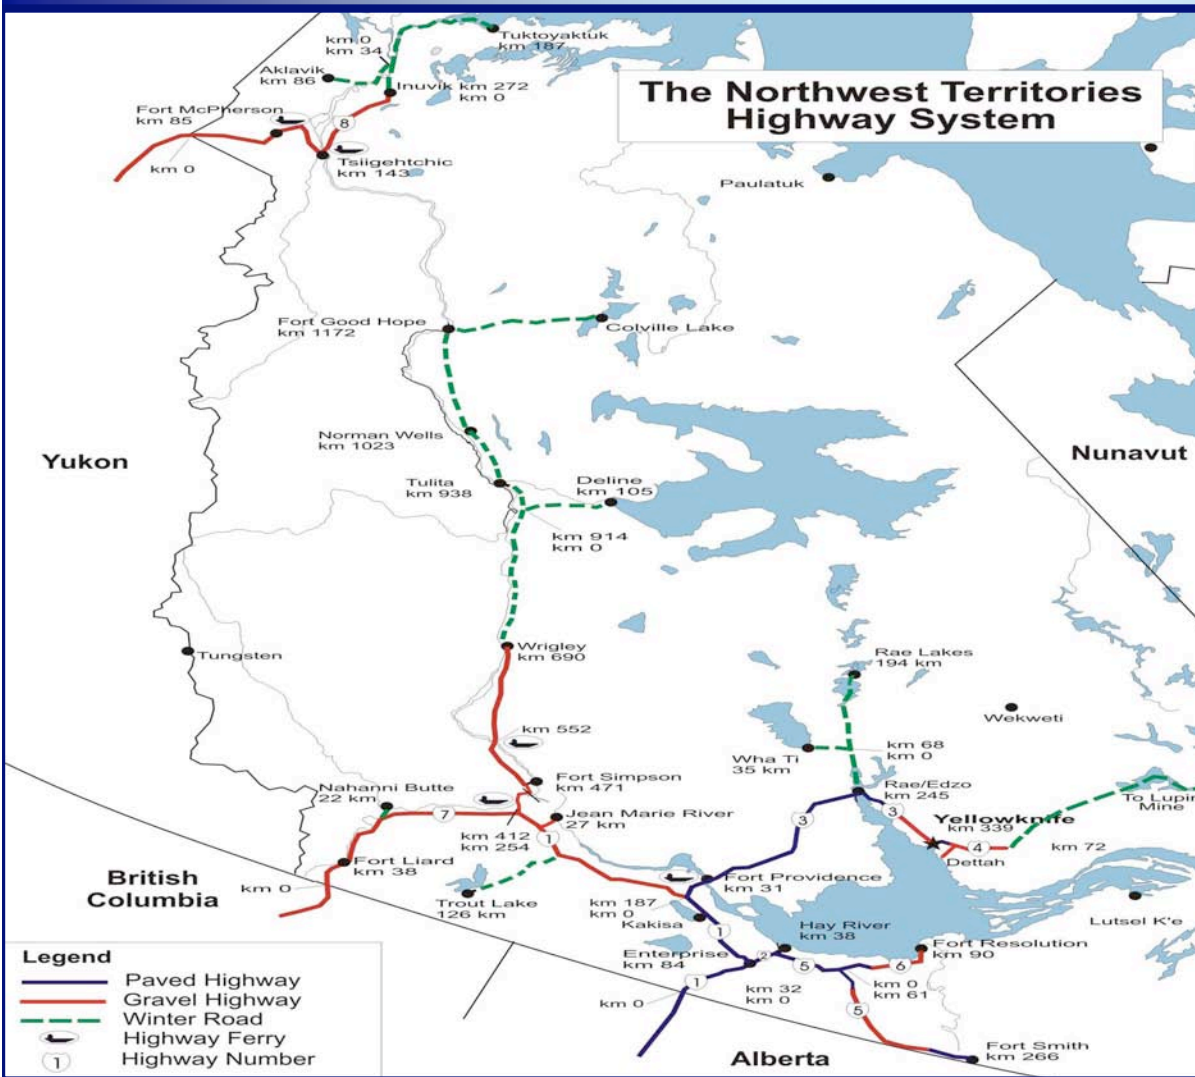 Tuktoyaktuk
km 187
km 0
km 34
Aklavik
km 86
Inuvik km 272
km 0
The Northwest Territories
Highway System
Fort McPherson
km 85
8
km 0
Tsiigehtchic
km 143
Paulatuk
Fort Good Hope
km 1172
Colville Lake
Norman Wells
km 1023
Yukon
Nunavut
Tulita
km 938
Deline
km 105
km 914
km 0
Wrigley
km 690
Tungsten
Rae Lakes
194 km
Wekweti
km 552
km 68
km 0
Wha Ti
35 km
Fort Simpson
km 471
Nahanni Butte
22 km
Rae/Edzo
km 245
To Lupin
Mine
7
Jean Marie River
27 km
3
3
Yellowknife
km 339
km 412
km 254
1
4
km 72
Dettah
Fort Liard
km 38
km 0
British
Columbia
Trout Lake
126 km
Fort Providence
km 31
km 187
km 0
Kakisa
Lutsel K'e
1
Hay River
km 38
Fort Resolution
km 90
Enterprise
km 84
2
5
6
1
km 0
km 32
km 0
km 0
km 61
5
Fort Smith
km 266
Alberta
Legend
Paved Highway
Gravel Highway
Winter Road
Highway Ferry
1
Highway Number